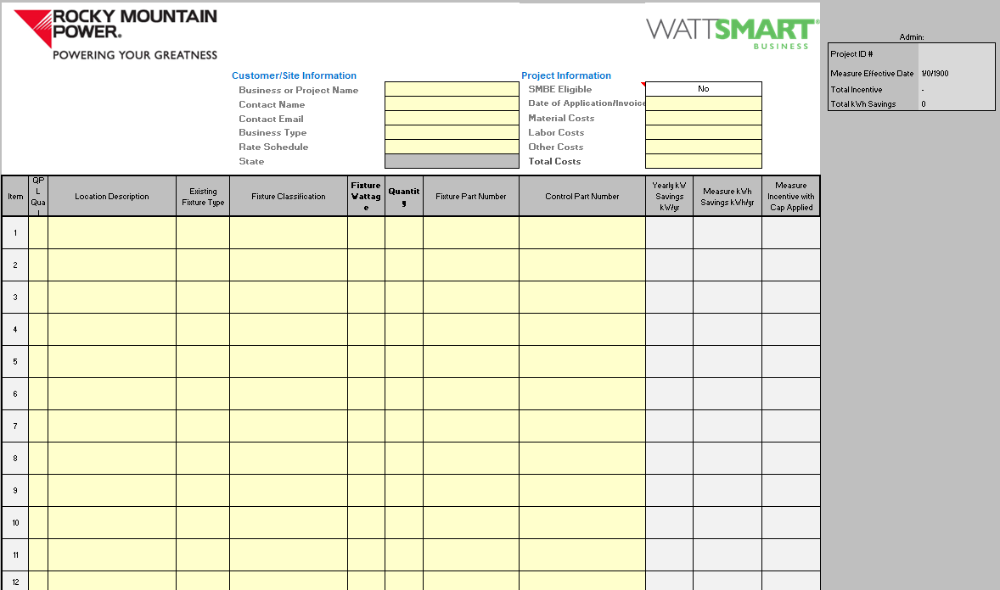 ROCKY MOUNTAIN
POWER.
POWERING YOUR GREATNESS
WATTSMART®
BUSINESS
Admin:
Project ID #
Measure Effective Date 1/0/1900
Total Incentive -
Total kWh Savings 0
Customer/Site Information
Business or Project Name
Contact Name
Contact Email
Business Type
Rate Schedule
State
Project Information
SMBE Eligible No
Date of Application/Invoice
Material Costs
Labor Costs
Other Costs
Total Costs
Item
QP
L
Qua
l
Location Description
Existing
Fixture Type
Fixture Classification
Fixture
Wattag
e
Quantit
y
Fixture Part Number
Control Part Number
Yearly kW
Savings
kW/yr
Measure kWh
Savings kWh/yr
Measure
Incentive with
Cap Applied
1
2
3
4
5
6
7
8
9
10
11
12